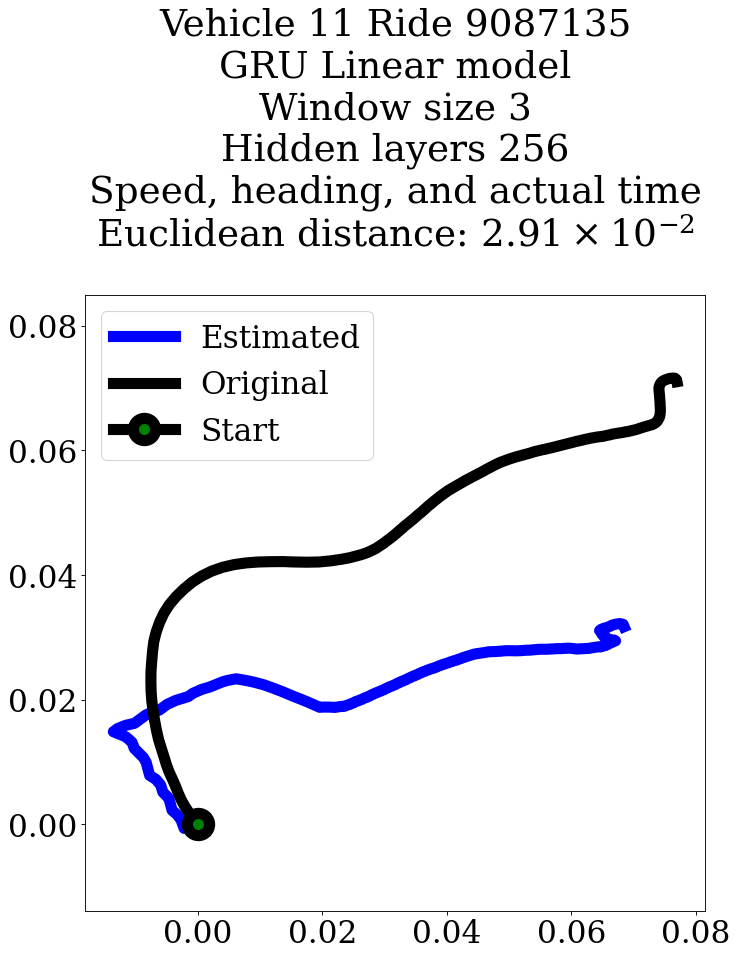 Vehicle 11 Ride 9087135
GRU Linear model
Window size 3
Hidden layers 256
Speed, heading, and actual time
Euclidean distance: 2.91 × 10⁻²
Estimated
Original
Start
0.08
0.06
0.04
0.02
0.00
0.00 0.02 0.04 0.06 0.08